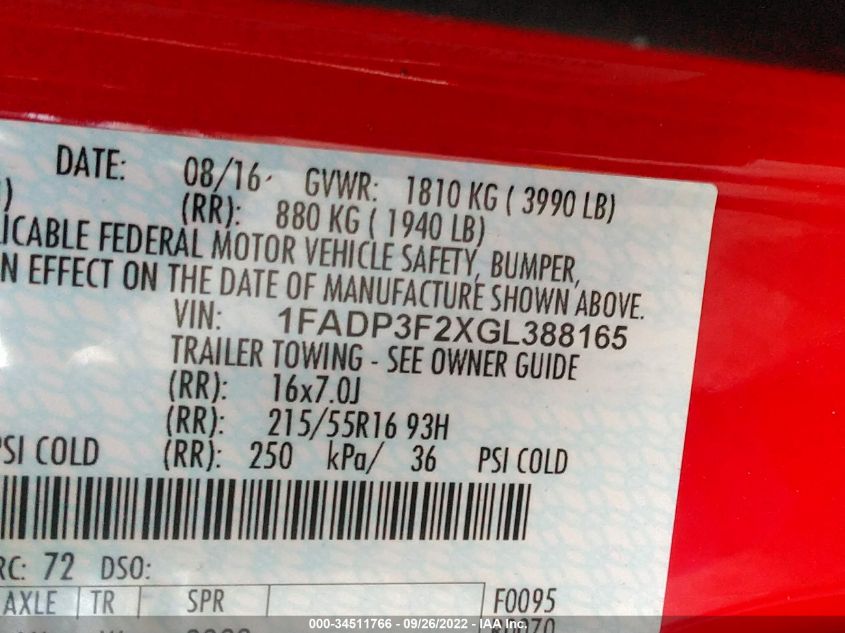 DATE: 08/16 GVWR: 1810 KG ( 3990 LB)
) (RR): 880 KG ( 1940 LB)
LICABLE FEDERAL MOTOR VEHICLE SAFETY, BUMPER,
N EFFECT ON THE DATE OF MANUFACTURE SHOWN ABOVE.
VIN: 1FADP3F2XGL388165
TRAILER TOWING - SEE OWNER GUIDE
(RR): 16x7.0J
(RR): 215/55R16 93H
PSI COLD (RR): 250 kPa/ 36 PSI COLD
RC: 72 DSO:
AXLE TR SPR F0095
000-34511766 - 09/26/2022 - IAA Inc.